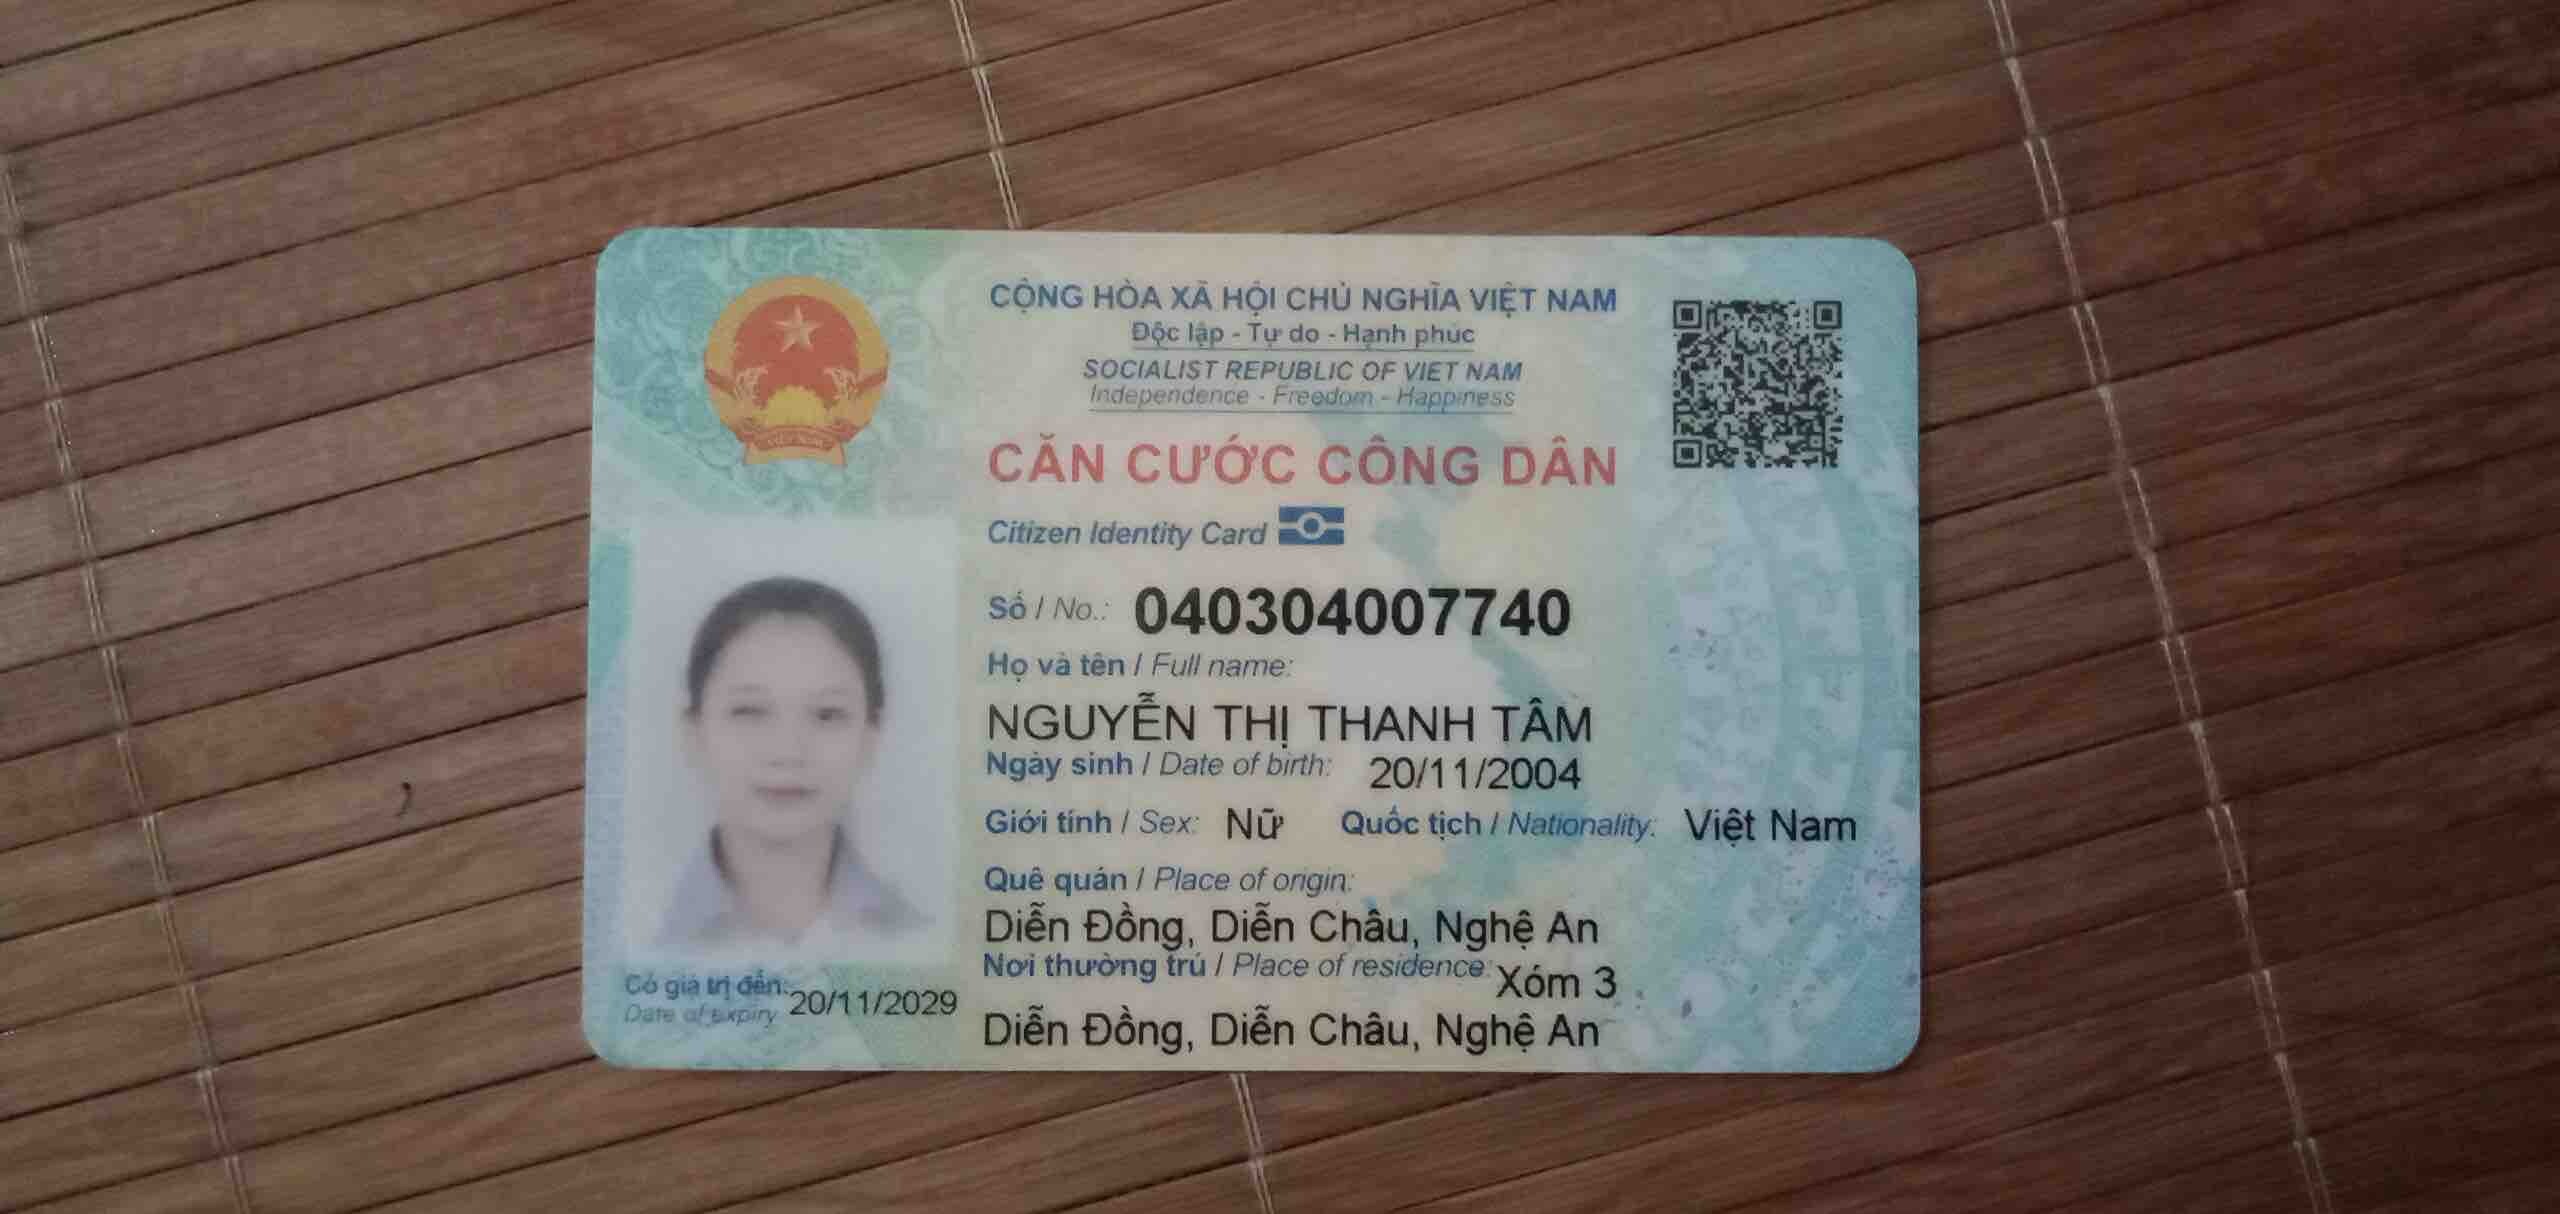 CỘNG HÒA XÃ HỘI CHỦ NGHĨA VIỆT NAM
Độc lập - Tự do - Hạnh phúc
SOCIALIST REPUBLIC OF VIET NAM
Independence - Freedom - Happiness
CĂN CƯỚC CÔNG DÂN
Citizen Identity Card
Số / No.: 040304007740
Họ và tên / Full name:
NGUYỄN THỊ THANH TÂM
Ngày sinh / Date of birth: 20/11/2004
Giới tính / Sex: Nữ Quốc tịch / Nationality: Việt Nam
Quê quán / Place of origin:
Diễn Đồng, Diễn Châu, Nghệ An
Nơi thường trú / Place of residence: Xóm 3
Diễn Đồng, Diễn Châu, Nghệ An
Có giá trị đến: 20/11/2029
Date of expiry
VIỆT NAM